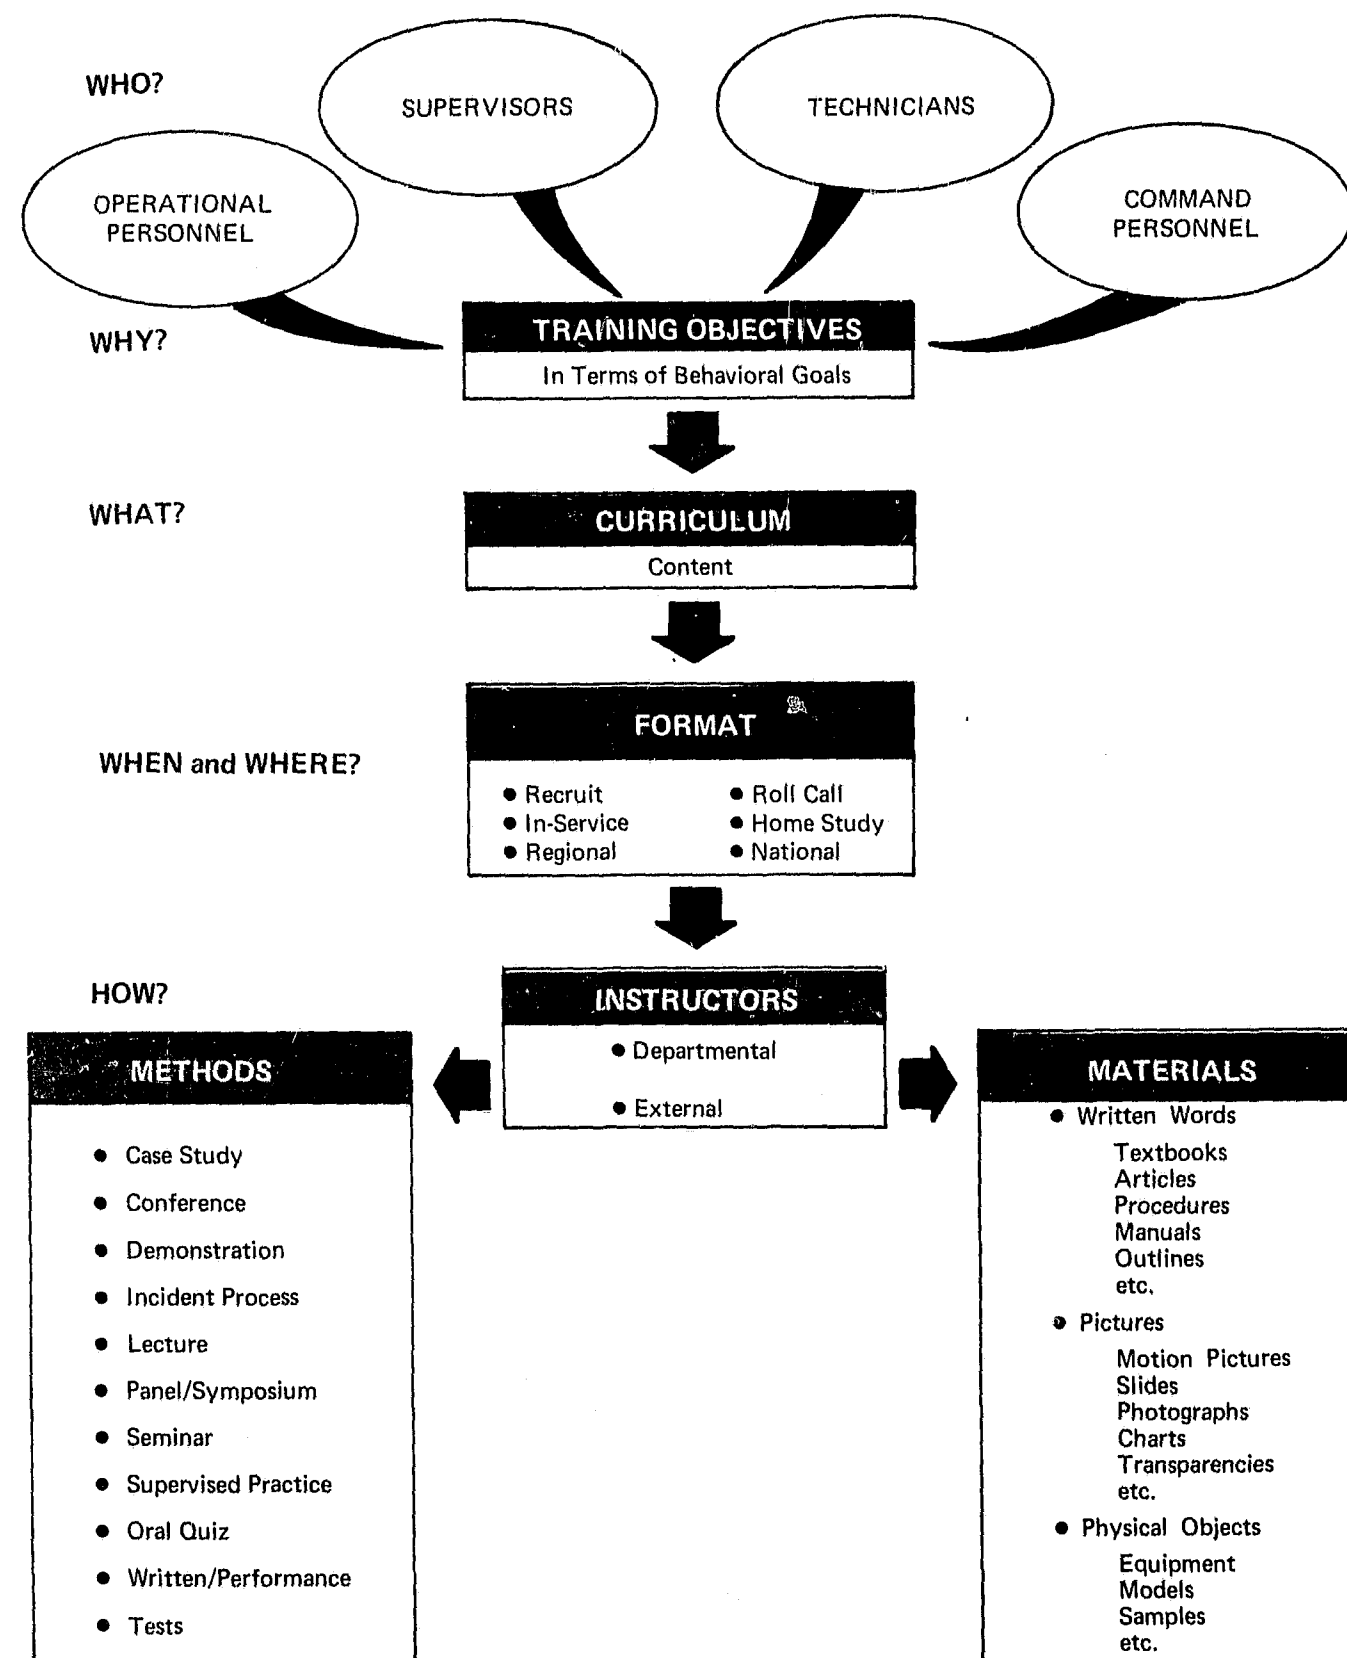 WHO?
SUPERVISORS
TECHNICIANS
OPERATIONAL
PERSONNEL
COMMAND
PERSONNEL
WHY?
TRAINING OBJECTIVES
In Terms of Behavioral Goals
WHAT?
CURRICULUM
Content
WHEN and WHERE?
FORMAT
● Recruit
● In-Service
● Regional
● Roll Call
● Home Study
● National
HOW?
INSTRUCTORS
● Departmental
● External
METHODS
● Case Study
● Conference
● Demonstration
● Incident Process
● Lecture
● Panel/Symposium
● Seminar
● Supervised Practice
● Oral Quiz
● Written/Performance
● Tests
MATERIALS
● Written Words
Textbooks
Articles
Procedures
Manuals
Outlines
etc.
● Pictures
Motion Pictures
Slides
Photographs
Charts
Transparencies
etc.
● Physical Objects
Equipment
Models
Samples
etc.